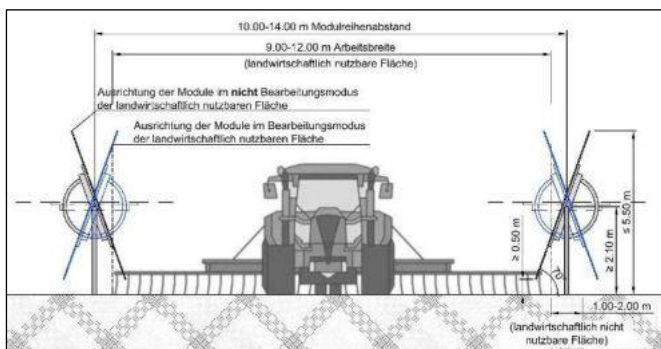 10.00-14.00 m Modulreihenabstand
9.00-12.00 m Arbeitsbreite
(landwirtschaftlich nutzbare Fläche)
Ausrichtung der Module im nicht Bearbeitungsmodus
der landwirtschaftlich nutzbaren Fläche
Ausrichtung der Module im Bearbeitungsmodus
der landwirtschaftlich nutzbaren Fläche
≥ 0.50 m
70°
≥ 2.10 m
≤ 5.50 m
1.00-2.00 m
(landwirtschaftlich nicht
nutzbare Fläche)